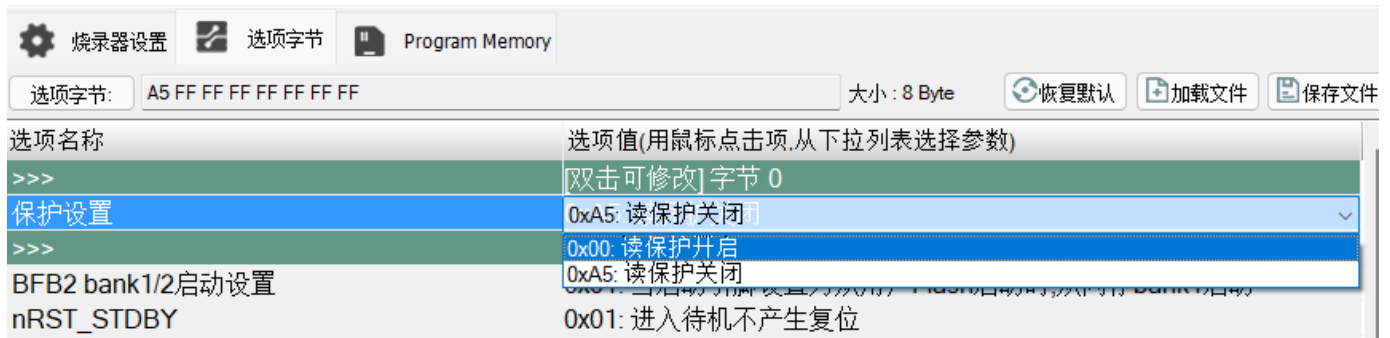 烧录器设置 选项字节 Program Memory
选项字节: A5 FF FF FF FF FF FF FF 大小 : 8 Byte 恢复默认 加载文件 保存文件
选项名称 选项值(用鼠标点击项,从下拉列表选择参数)
>>> [双击可修改] 字节 0
保护设置 0xA5: 读保护关闭
>>> 0x00: 读保护开启
0xA5: 读保护关闭
BFB2 bank1/2启动设置
nRST_STDBY 0x01: 进入待机不产生复位